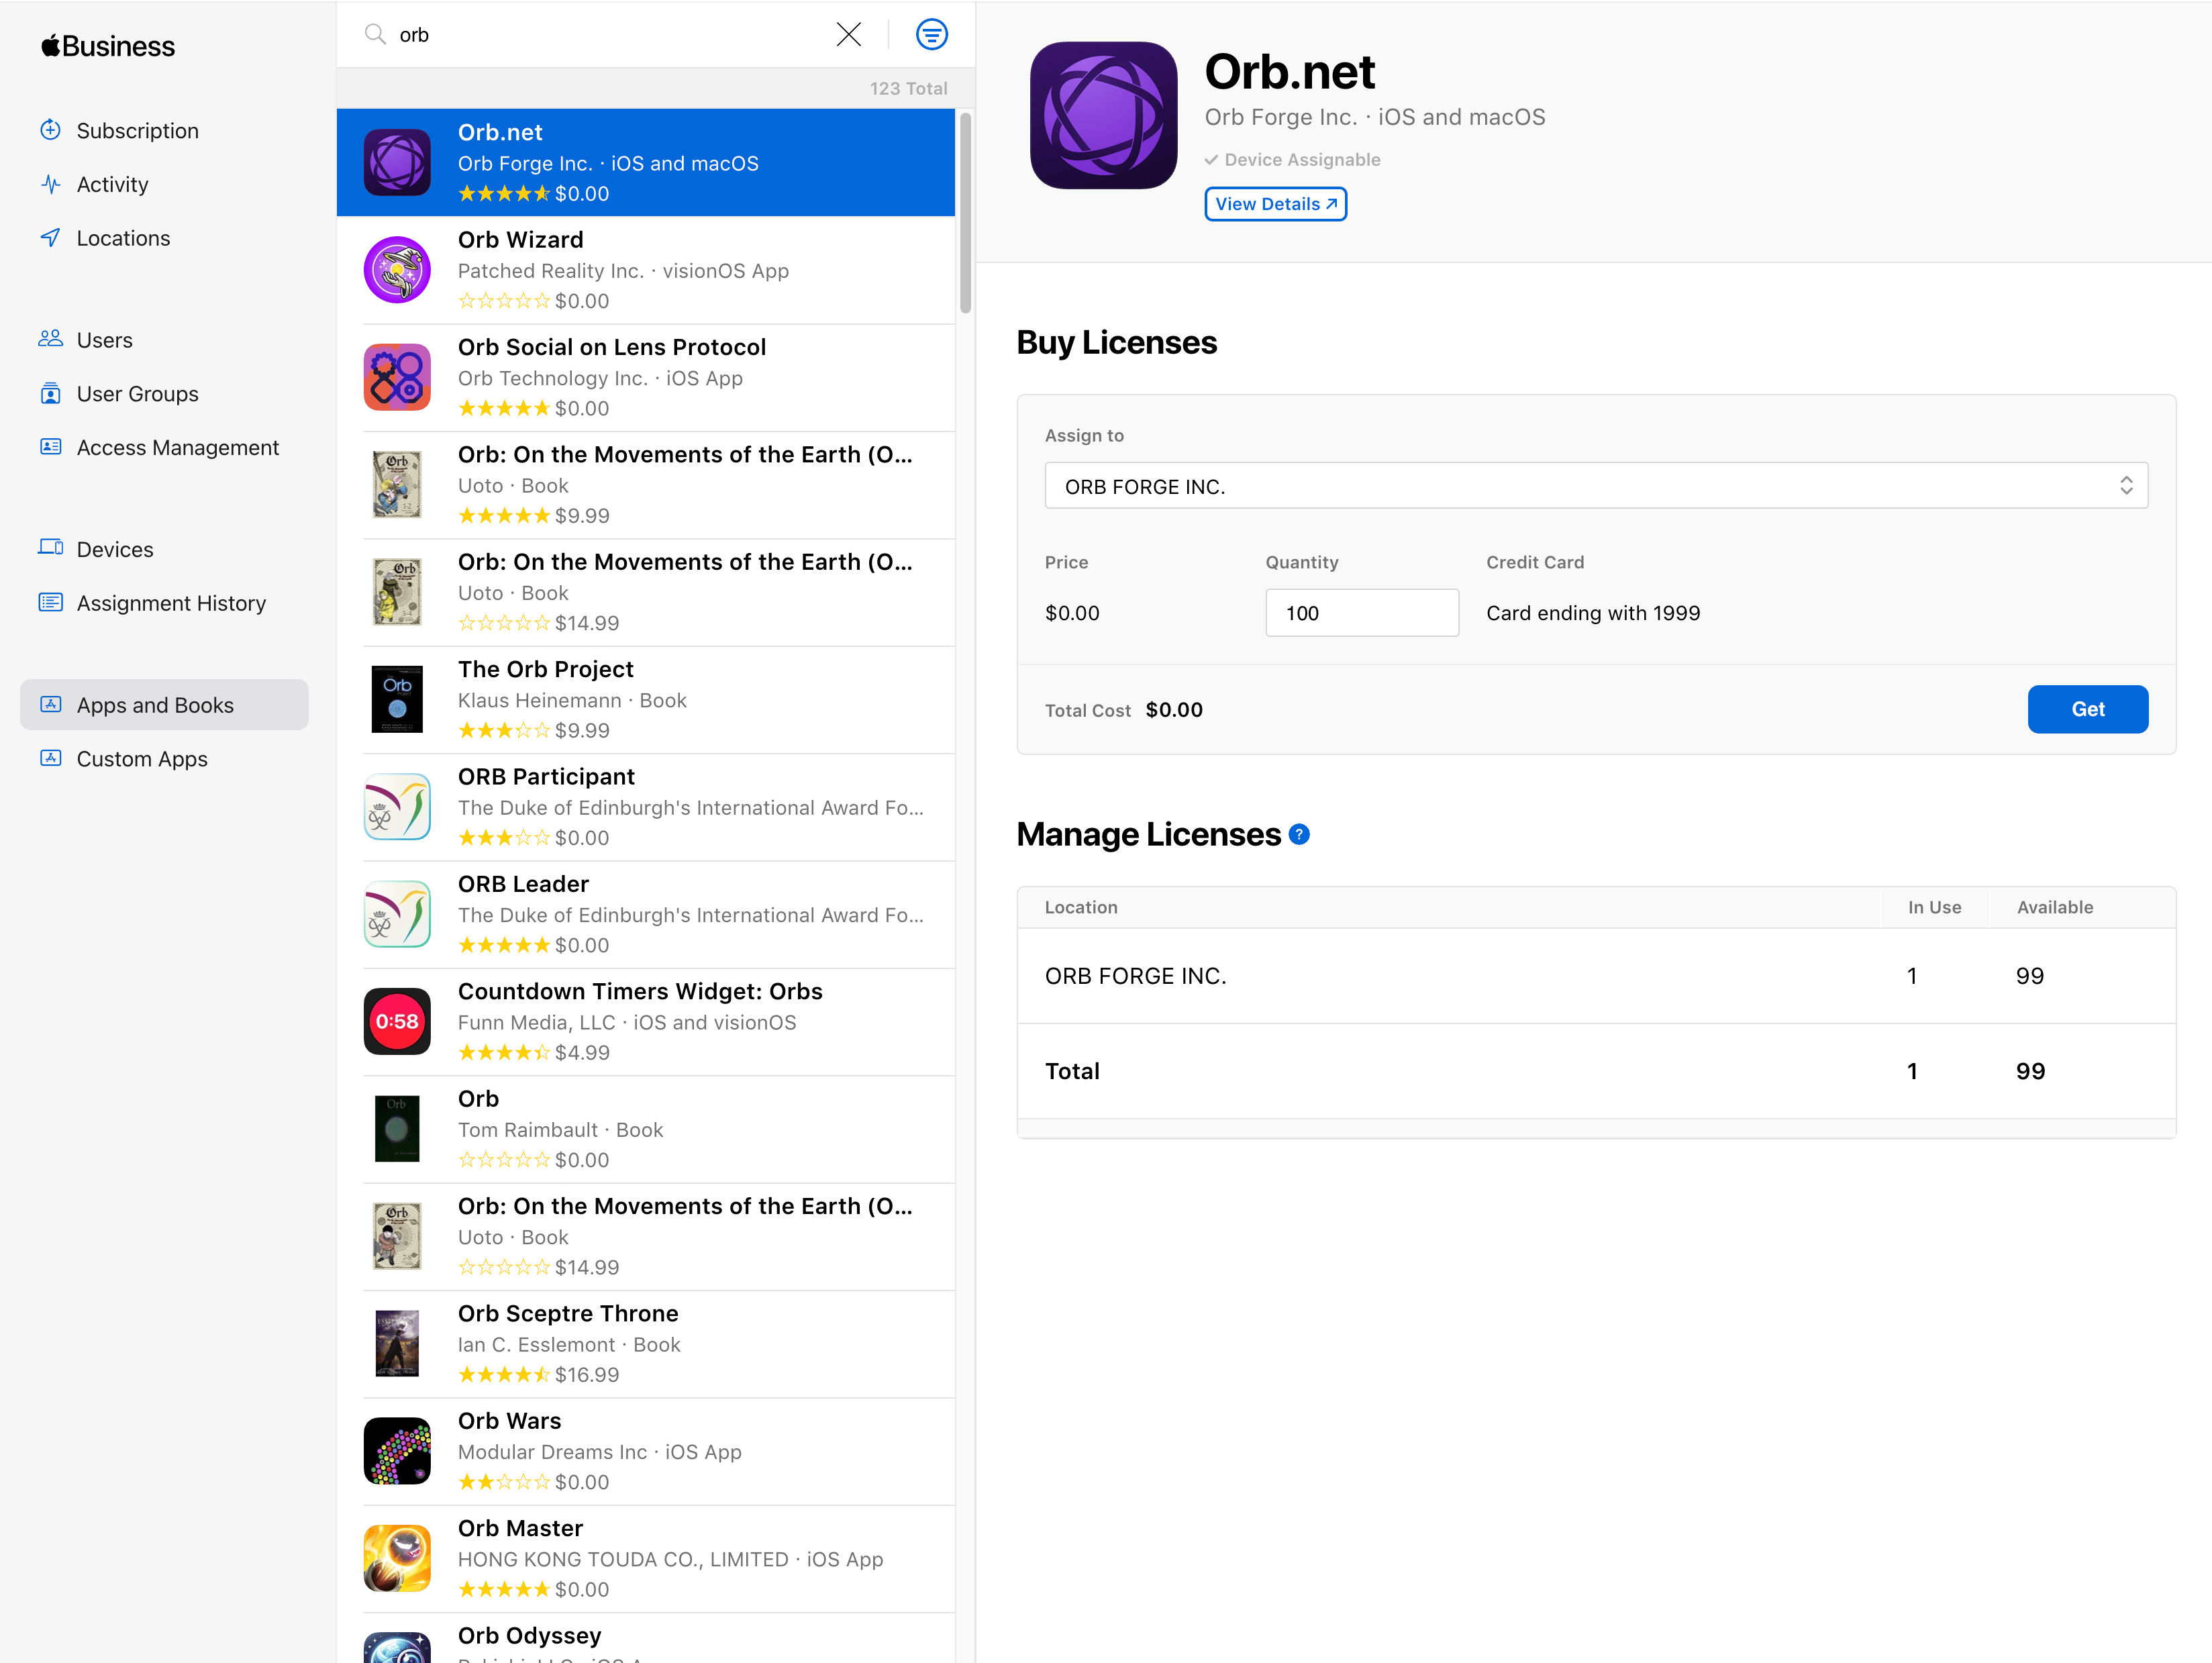 Business
Subscription
Activity
Locations
Users
User Groups
Access Management
Devices
Assignment History
Apps and Books
Custom Apps
orb
123 Total
Orb.net
Orb Forge Inc. · iOS and macOS
$0.00
Orb Wizard
Patched Reality Inc. · visionOS App
$0.00
Orb Social on Lens Protocol
Orb Technology Inc. · iOS App
$0.00
Orb
Orb: On the Movements of the Earth (O...
Uoto · Book
$9.99
Orb
Orb: On the Movements of the Earth (O...
Uoto · Book
$14.99
Orb
The Orb Project
Klaus Heinemann · Book
$9.99
ORB Participant
The Duke of Edinburgh's International Award Fo...
$0.00
ORB Leader
The Duke of Edinburgh's International Award Fo...
$0.00
0:58
Countdown Timers Widget: Orbs
Funn Media, LLC · iOS and visionOS
$4.99
Orb
Orb
Tom Raimbault · Book
$0.00
Orb
Orb: On the Movements of the Earth (O...
Uoto · Book
$14.99
Orb Sceptre Throne
Ian C. Esslemont · Book
$16.99
Orb Wars
Modular Dreams Inc · iOS App
$0.00
Orb Master
HONG KONG TOUDA CO., LIMITED · iOS App
$0.00
Orb Odyssey
Orb.net
Orb Forge Inc. · iOS and macOS
Device Assignable
View Details
Buy Licenses
Assign to
ORB FORGE INC.
Price Quantity Credit Card
$0.00 100 Card ending with 1999
Total Cost $0.00 Get
Manage Licenses ?
Location In Use Available
ORB FORGE INC. 1 99
Total 1 99